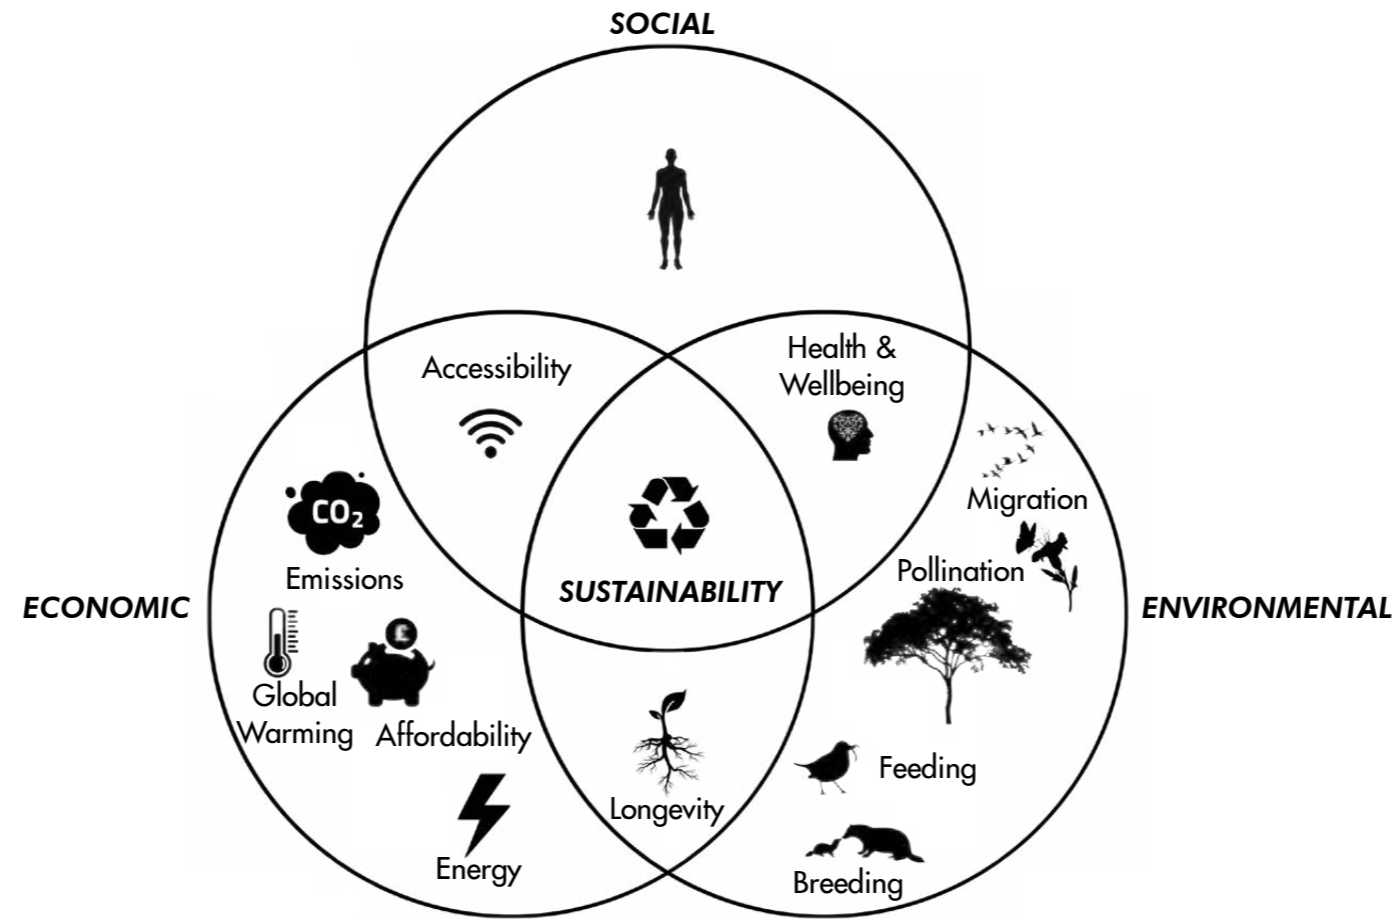 SOCIAL
Accessibility
Health &
Wellbeing
Migration
CO₂
Emissions
Pollination
SUSTAINABILITY
ECONOMIC
ENVIRONMENTAL
£
Global
Warming
Affordability
Feeding
Longevity
Energy
Breeding